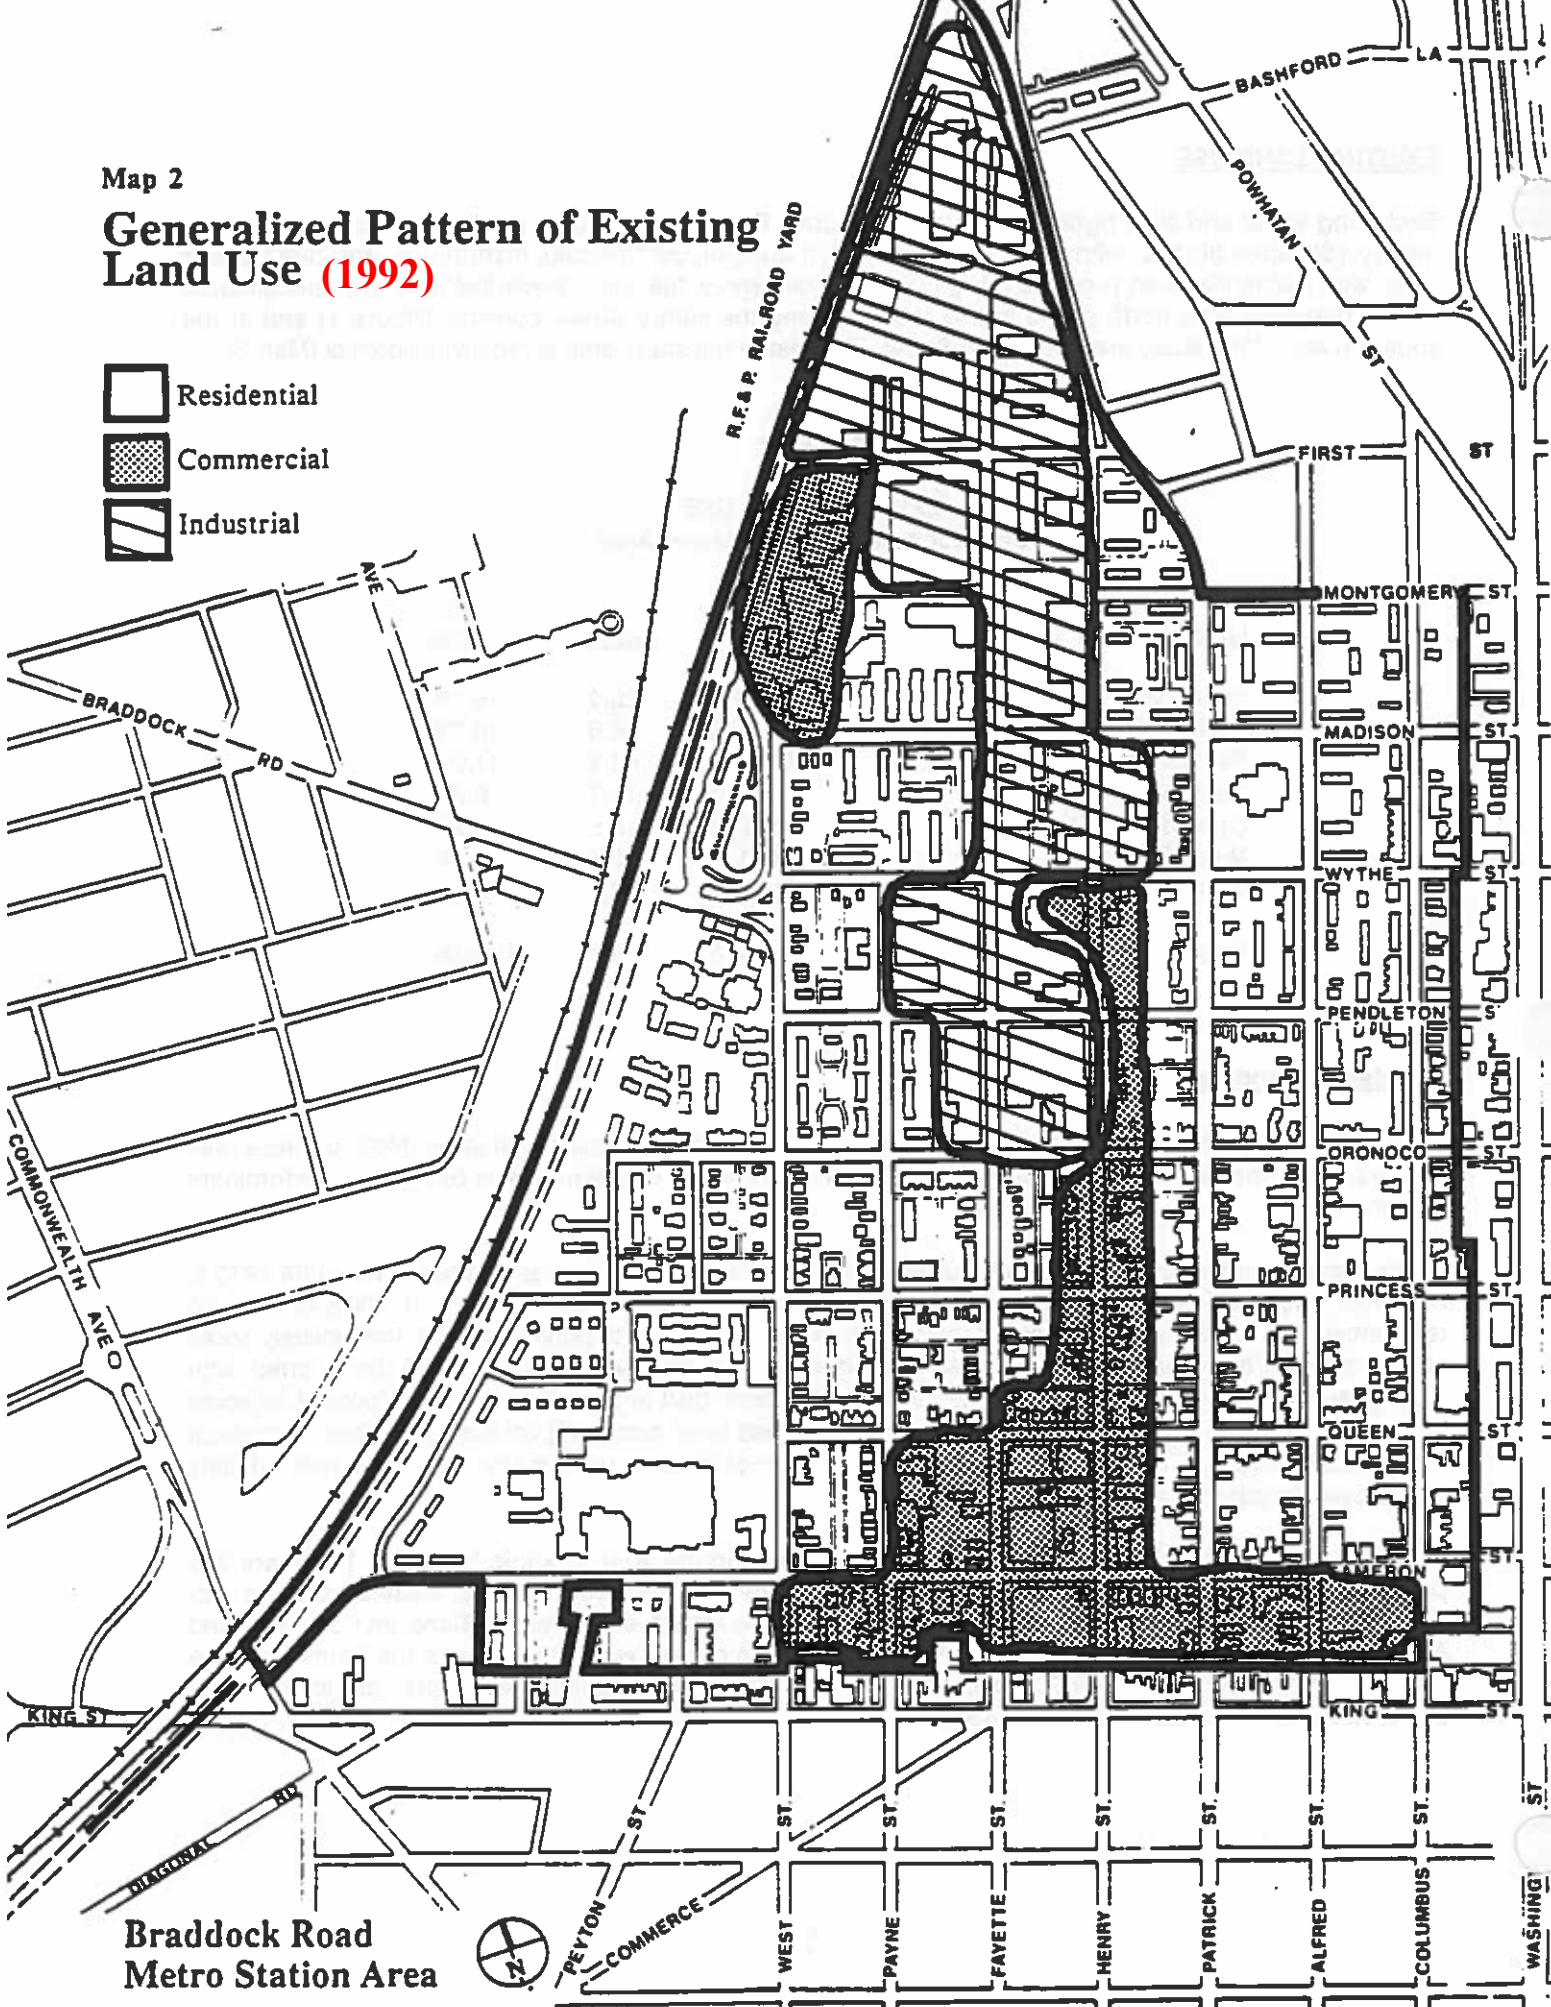 Map 2
Generalized Pattern of Existing
Land Use (1992)
Residential
Commercial
Industrial
R.F.& P. RAILROAD YARD
BASHFORD LA
POWHATAN
ST
FIRST ST
MONTGOMERY ST
MADISON ST
WYTHE ST
PENDLETON S
ORONOCO ST
PRINCESS ST
QUEEN ST
AMERON ST
KING ST
AVE
BRADDOCK RD
COMMONWEALTH AVE
KING ST
DIAGONAL RD
PEYTON ST
COMMERCE
WEST ST.
PAYNE ST.
FAYETTE ST.
HENRY ST.
PATRICK ST.
ALFRED ST.
COLUMBUS ST.
WASHING ST
Braddock Road
Metro Station Area
N